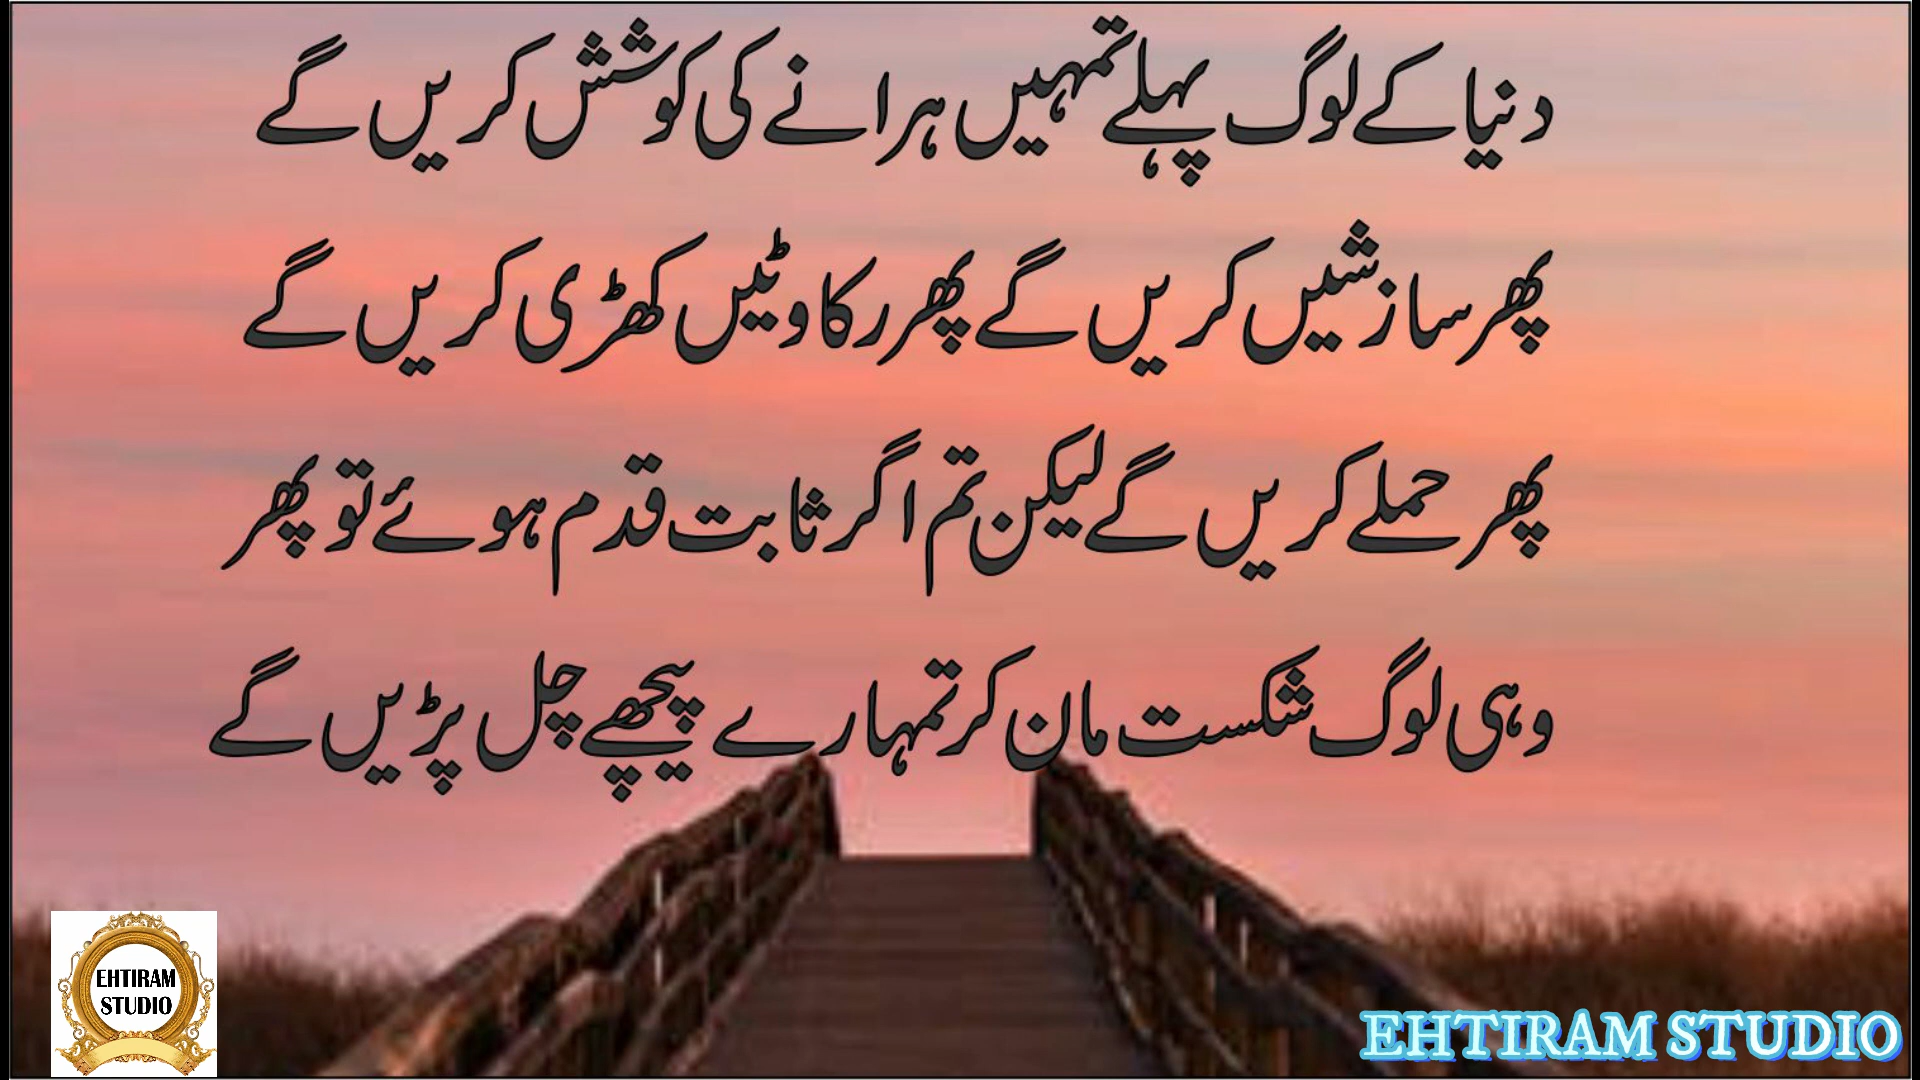 دنیا کے لوگ پہلے تمہیں ہرانے کی کوشش کریں گے
پھر سازشیں کریں گے پھر رکاوٹیں کھڑی کریں گے
پھر حملے کریں گے لیکن تم اگر ثابت قدم ہوئے تو پھر
وہی لوگ شکست مان کر تمہارے پیچھے چل پڑیں گے
EHTIRAM
STUDIO
EHTIRAM STUDIO